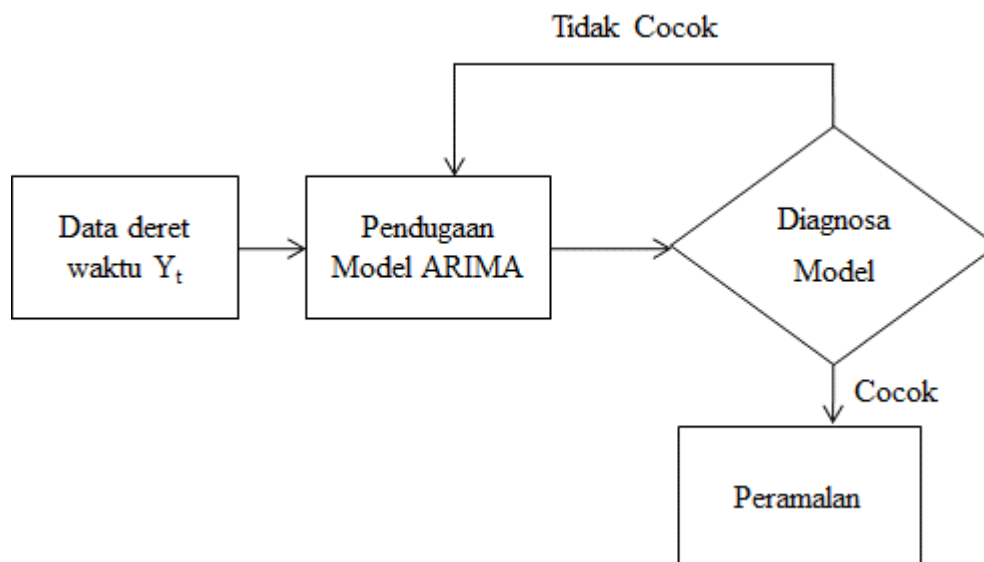 Tidak Cocok
Data deret
waktu Yt
Pendugaan
Model ARIMA
Diagnosa
Model
Cocok
Peramalan